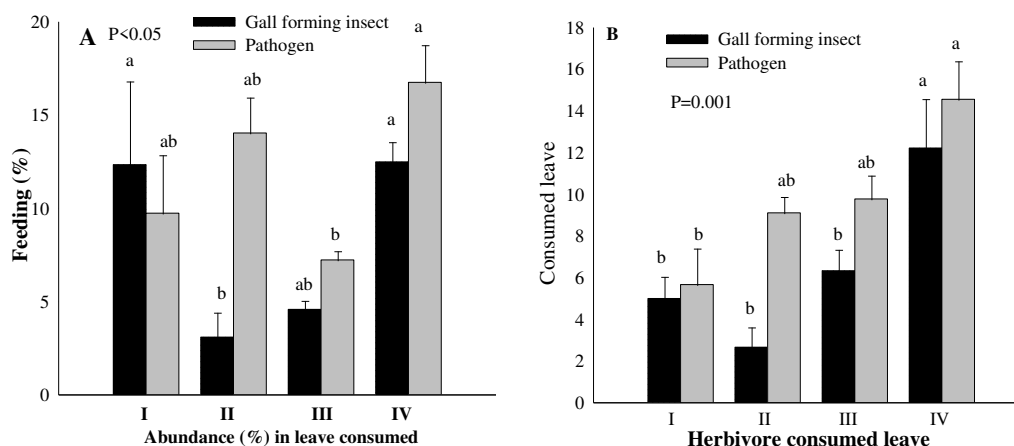 A P<0.05
Gall forming insect
Pathogen
Feeding (%)
20
15
10
5
0
a
ab
b
ab
ab
b
a
a
I II III IV
Abundance (%) in leave consumed
B
Gall forming insect
Pathogen
P=0.001
Consumed leave
18
16
14
12
10
8
6
4
2
0
b
b
b
ab
b
ab
a
a
I II III IV
Herbivore consumed leave